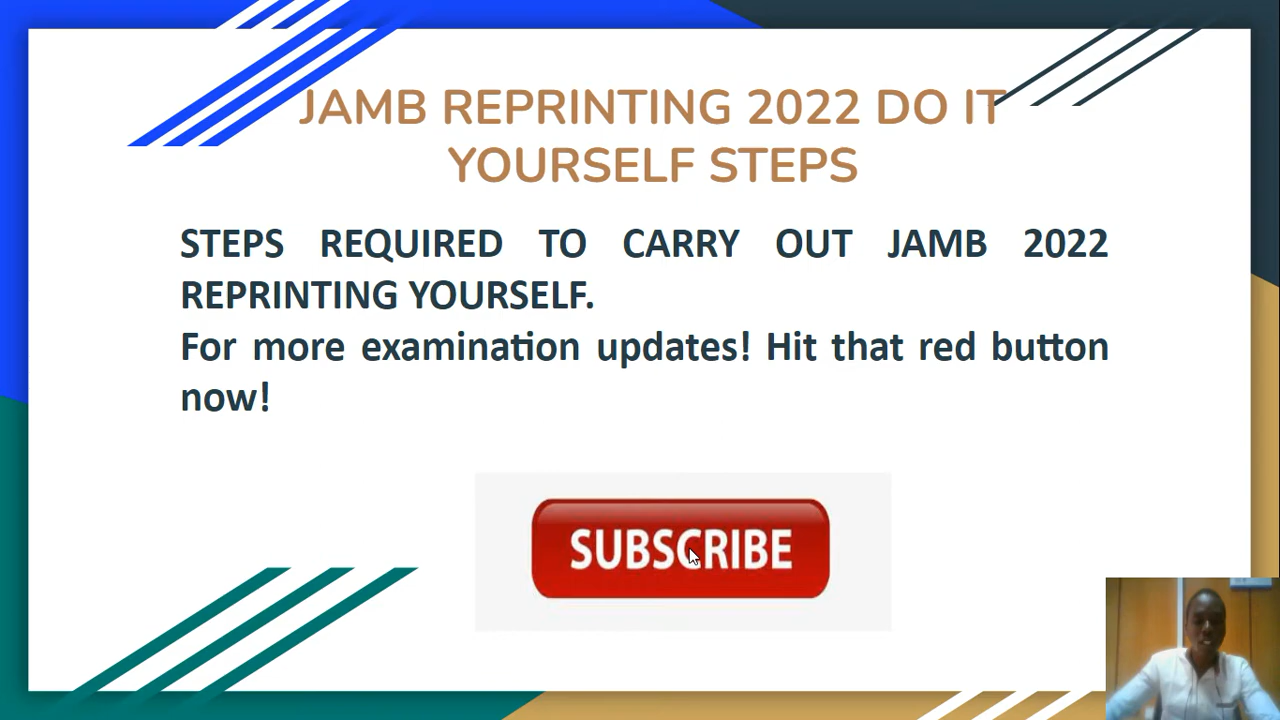 JAMB REPRINTING 2022 DO IT
YOURSELF STEPS
STEPS REQUIRED TO CARRY OUT JAMB 2022
REPRINTING YOURSELF.
For more examination updates! Hit that red button
now!
SUBSCRIBE